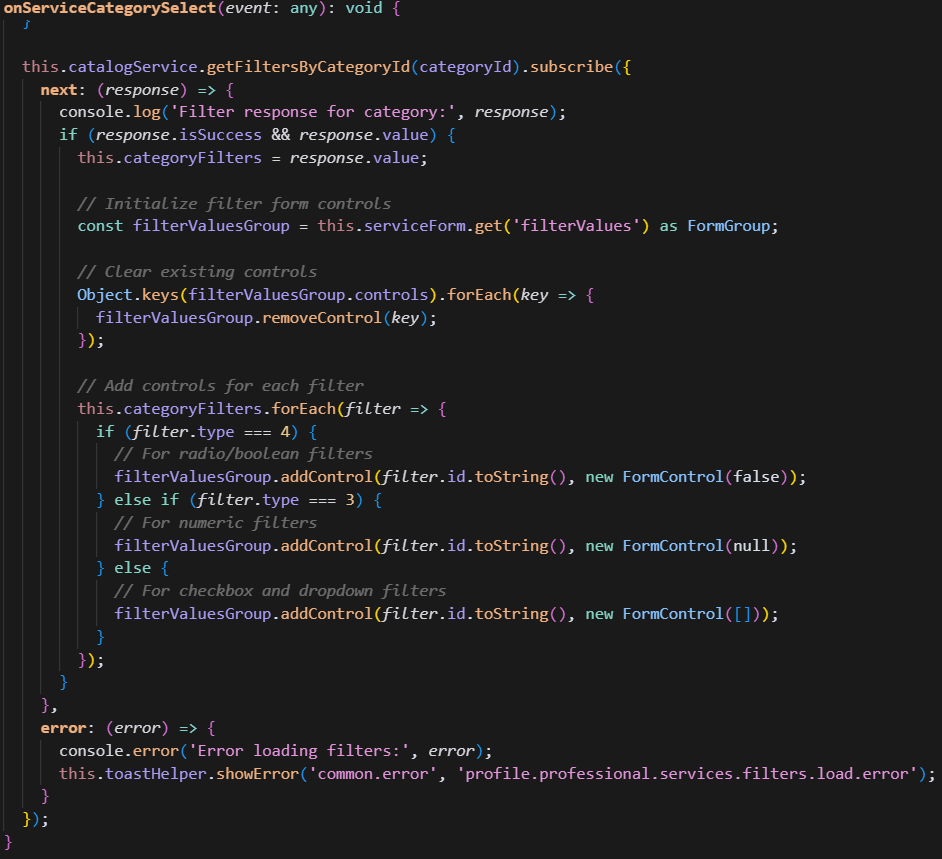 onServiceCategorySelect(event: any): void {
}
this.catalogService.getFiltersByCategoryId(categoryId).subscribe({
next: (response) => {
console.log('Filter response for category:', response);
if (response.isSuccess && response.value) {
this.categoryFilters = response.value;
// Initialize filter form controls
const filterValuesGroup = this.serviceForm.get('filterValues') as FormGroup;
// Clear existing controls
Object.keys(filterValuesGroup.controls).forEach(key => {
filterValuesGroup.removeControl(key);
});
// Add controls for each filter
this.categoryFilters.forEach(filter => {
if (filter.type === 4) {
// For radio/boolean filters
filterValuesGroup.addControl(filter.id.toString(), new FormControl(false));
} else if (filter.type === 3) {
// For numeric filters
filterValuesGroup.addControl(filter.id.toString(), new FormControl(null));
} else {
// For checkbox and dropdown filters
filterValuesGroup.addControl(filter.id.toString(), new FormControl([]));
}
});
}
},
error: (error) => {
console.error('Error loading filters:', error);
this.toastHelper.showError('common.error', 'profile.professional.services.filters.load.error');
}
});
}